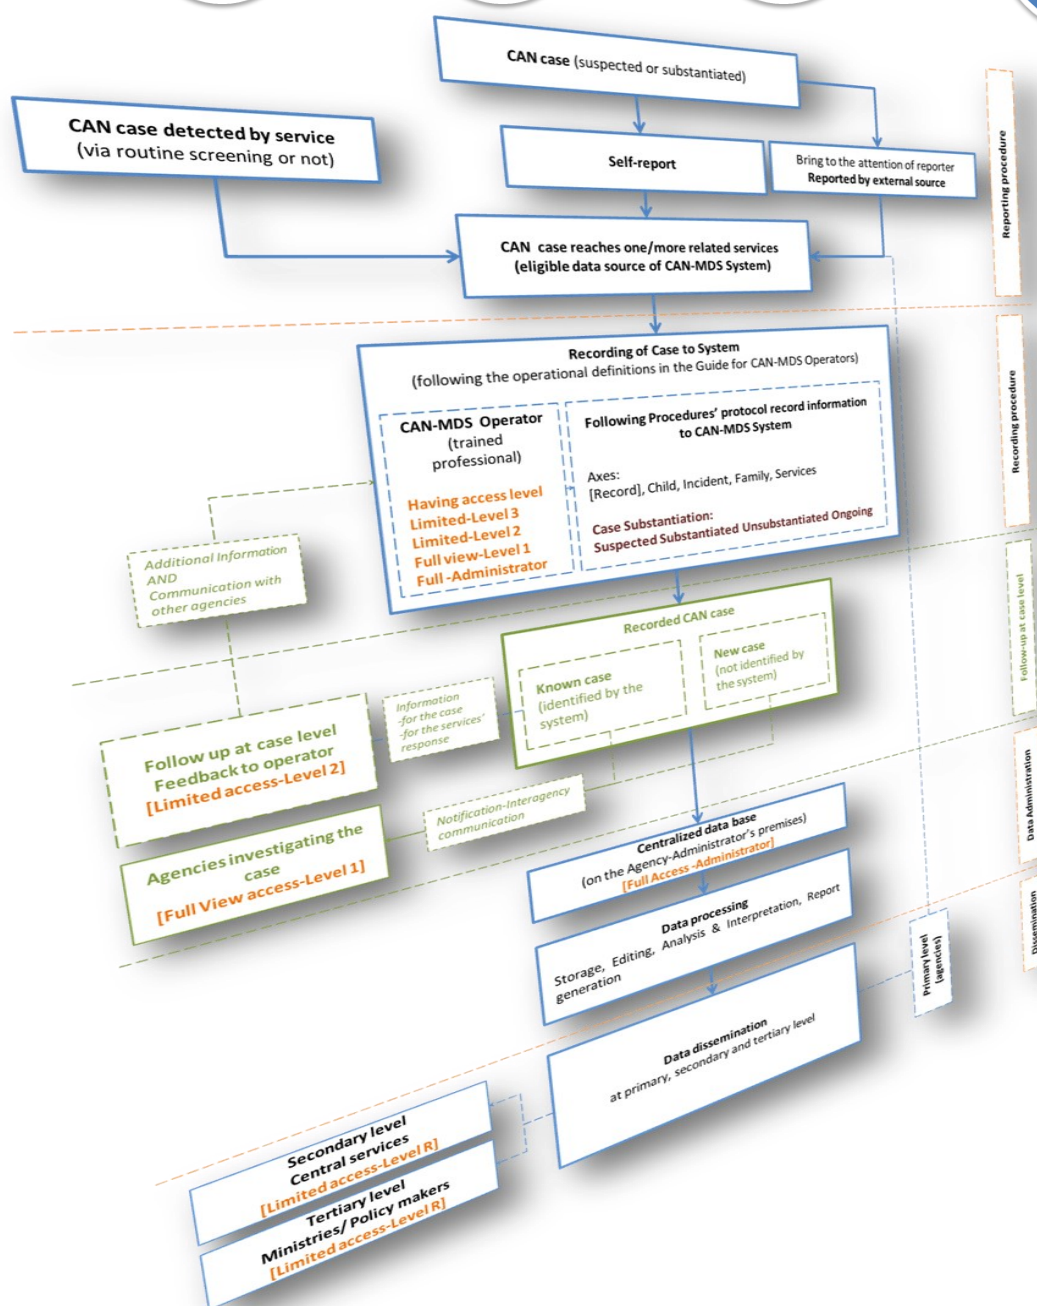 CAN case (suspected or substantiated)
CAN case detected by service
(via routine screening or not)
Self-report
Bring to the attention of reporter
Reported by external source
Reporting procedure
CAN case reaches one/more related services
(eligible data source of CAN-MDS System)
Recording of Case to System
(following the operational definitions in the Guide for CAN-MDS Operators)
CAN-MDS Operator
(trained
professional)
Having access level
Limited-Level 3
Limited-Level 2
Full view-Level 1
Full -Administrator
Following Procedures' protocol record information
to CAN-MDS System
Axes:
[Record], Child, Incident, Family, Services
Case Substantiation:
Suspected Substantiated Unsubstantiated Ongoing
Recording procedure
Additional Information
AND
Communication with
other agencies
Recorded CAN case
Known case
(identified by the
system)
New case
(not identified by
the system)
Follow-up at case level
Information
-for the case
-for the services'
response
Follow up at case level
Feedback to operator
[Limited access-Level 2]
Notification-Interagency
communication
Agencies investigating the
case
[Full View access-Level 1]
Centralized data base
(on the Agency-Administrator's premises)
[Full Access -Administrator]
Data Administration
Data processing
Storage, Editing, Analysis & Interpretation, Report
generation
Dissemination
Primary level
(agencies)
Data dissemination
at primary, secondary and tertiary level
Secondary level
Central services
[Limited access-Level R]
Tertiary level
Ministries/ Policy makers
[Limited access-Level R]